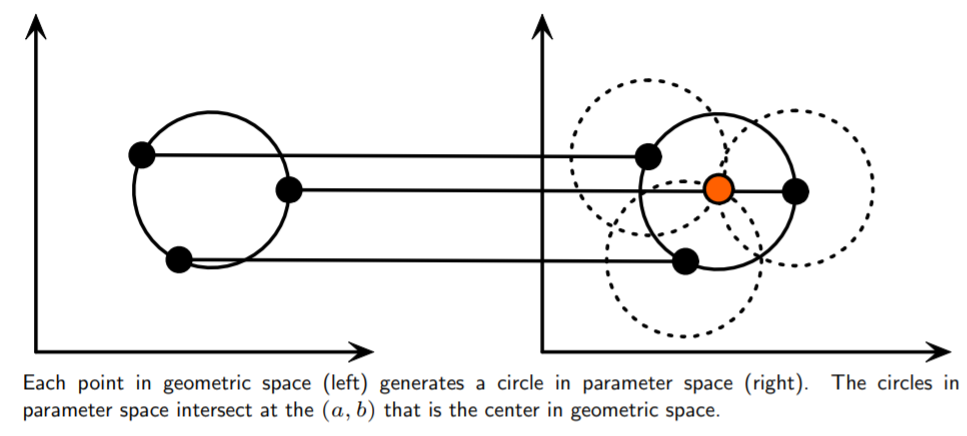 Each point in geometric space (left) generates a circle in parameter space (right). The circles in
parameter space intersect at the (a, b) that is the center in geometric space.